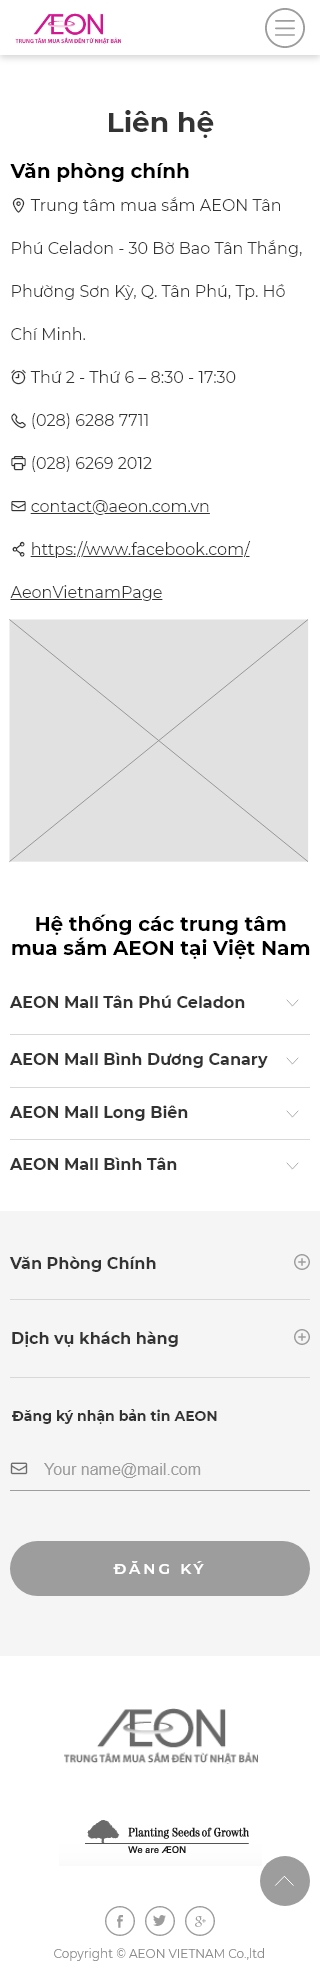 ÆON
TRUNG TÂM MUA SẮM ĐẾN TỪ NHẬT BẢN
Liên hệ
Văn phòng chính
Trung tâm mua sắm AEON Tân
Phú Celadon - 30 Bờ Bao Tân Thắng,
Phường Sơn Kỳ, Q. Tân Phú, Tp. Hồ
Chí Minh.
Thứ 2 - Thứ 6 – 8:30 - 17:30
(028) 6288 7711
(028) 6269 2012
contact@aeon.com.vn
https://www.facebook.com/
AeonVietnamPage
Hệ thống các trung tâm
mua sắm AEON tại Việt Nam
AEON Mall Tân Phú Celadon
AEON Mall Bình Dương Canary
AEON Mall Long Biên
AEON Mall Bình Tân
Văn Phòng Chính
Dịch vụ khách hàng
Đăng ký nhận bản tin AEON
Your name@mail.com
ĐĂNG KÝ
ÆON
TRUNG TÂM MUA SẮM ĐẾN TỪ NHẬT BẢN
Planting Seeds of Growth
We are ÆON
Copyright © AEON VIETNAM Co.,ltd